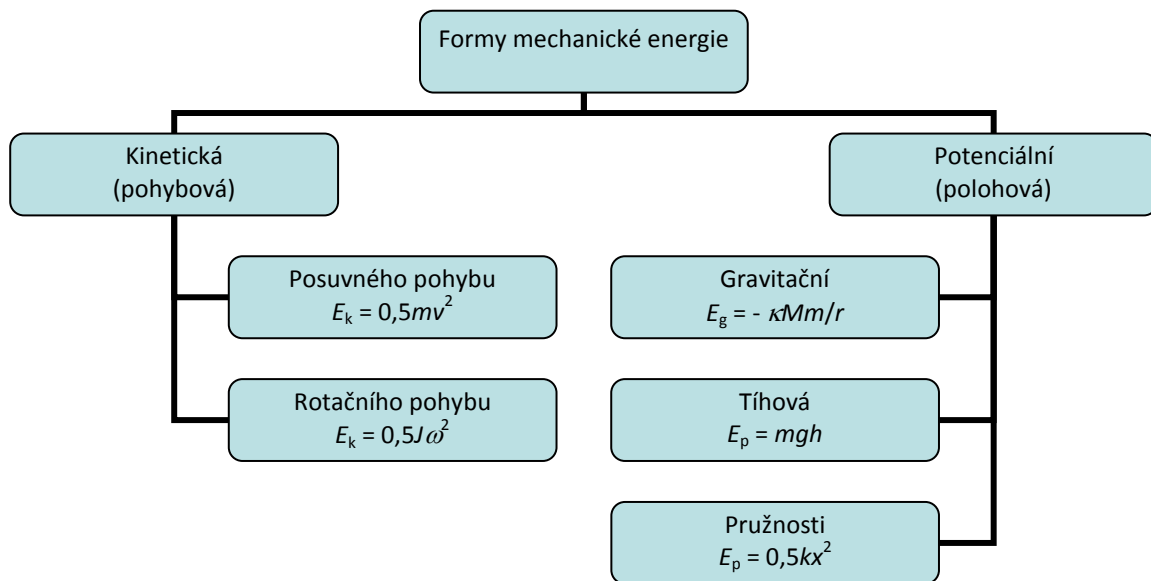 Formy mechanické energie
Kinetická
(pohybová)
Potenciální
(polohová)
Posuvného pohybu
Eₖ = 0,5mv²
Gravitační
E_g = - κMm/r
Rotačního pohybu
Eₖ = 0,5Jω²
Tíhová
Eₚ = mgh
Pružnosti
Eₚ = 0,5kx²